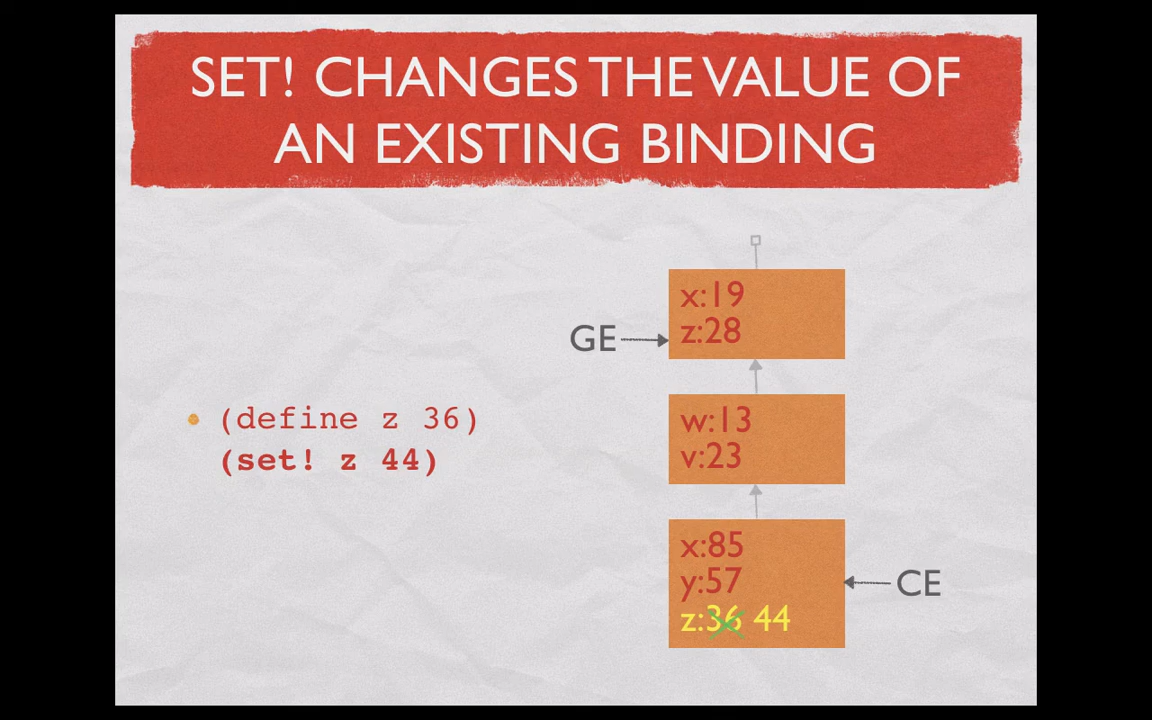 SET! CHANGES THE VALUE OF
AN EXISTING BINDING
(define z 36)
(set! z 44)
x:19
z:28
GE
w:13
v:23
x:85
y:57
z:36 44
CE